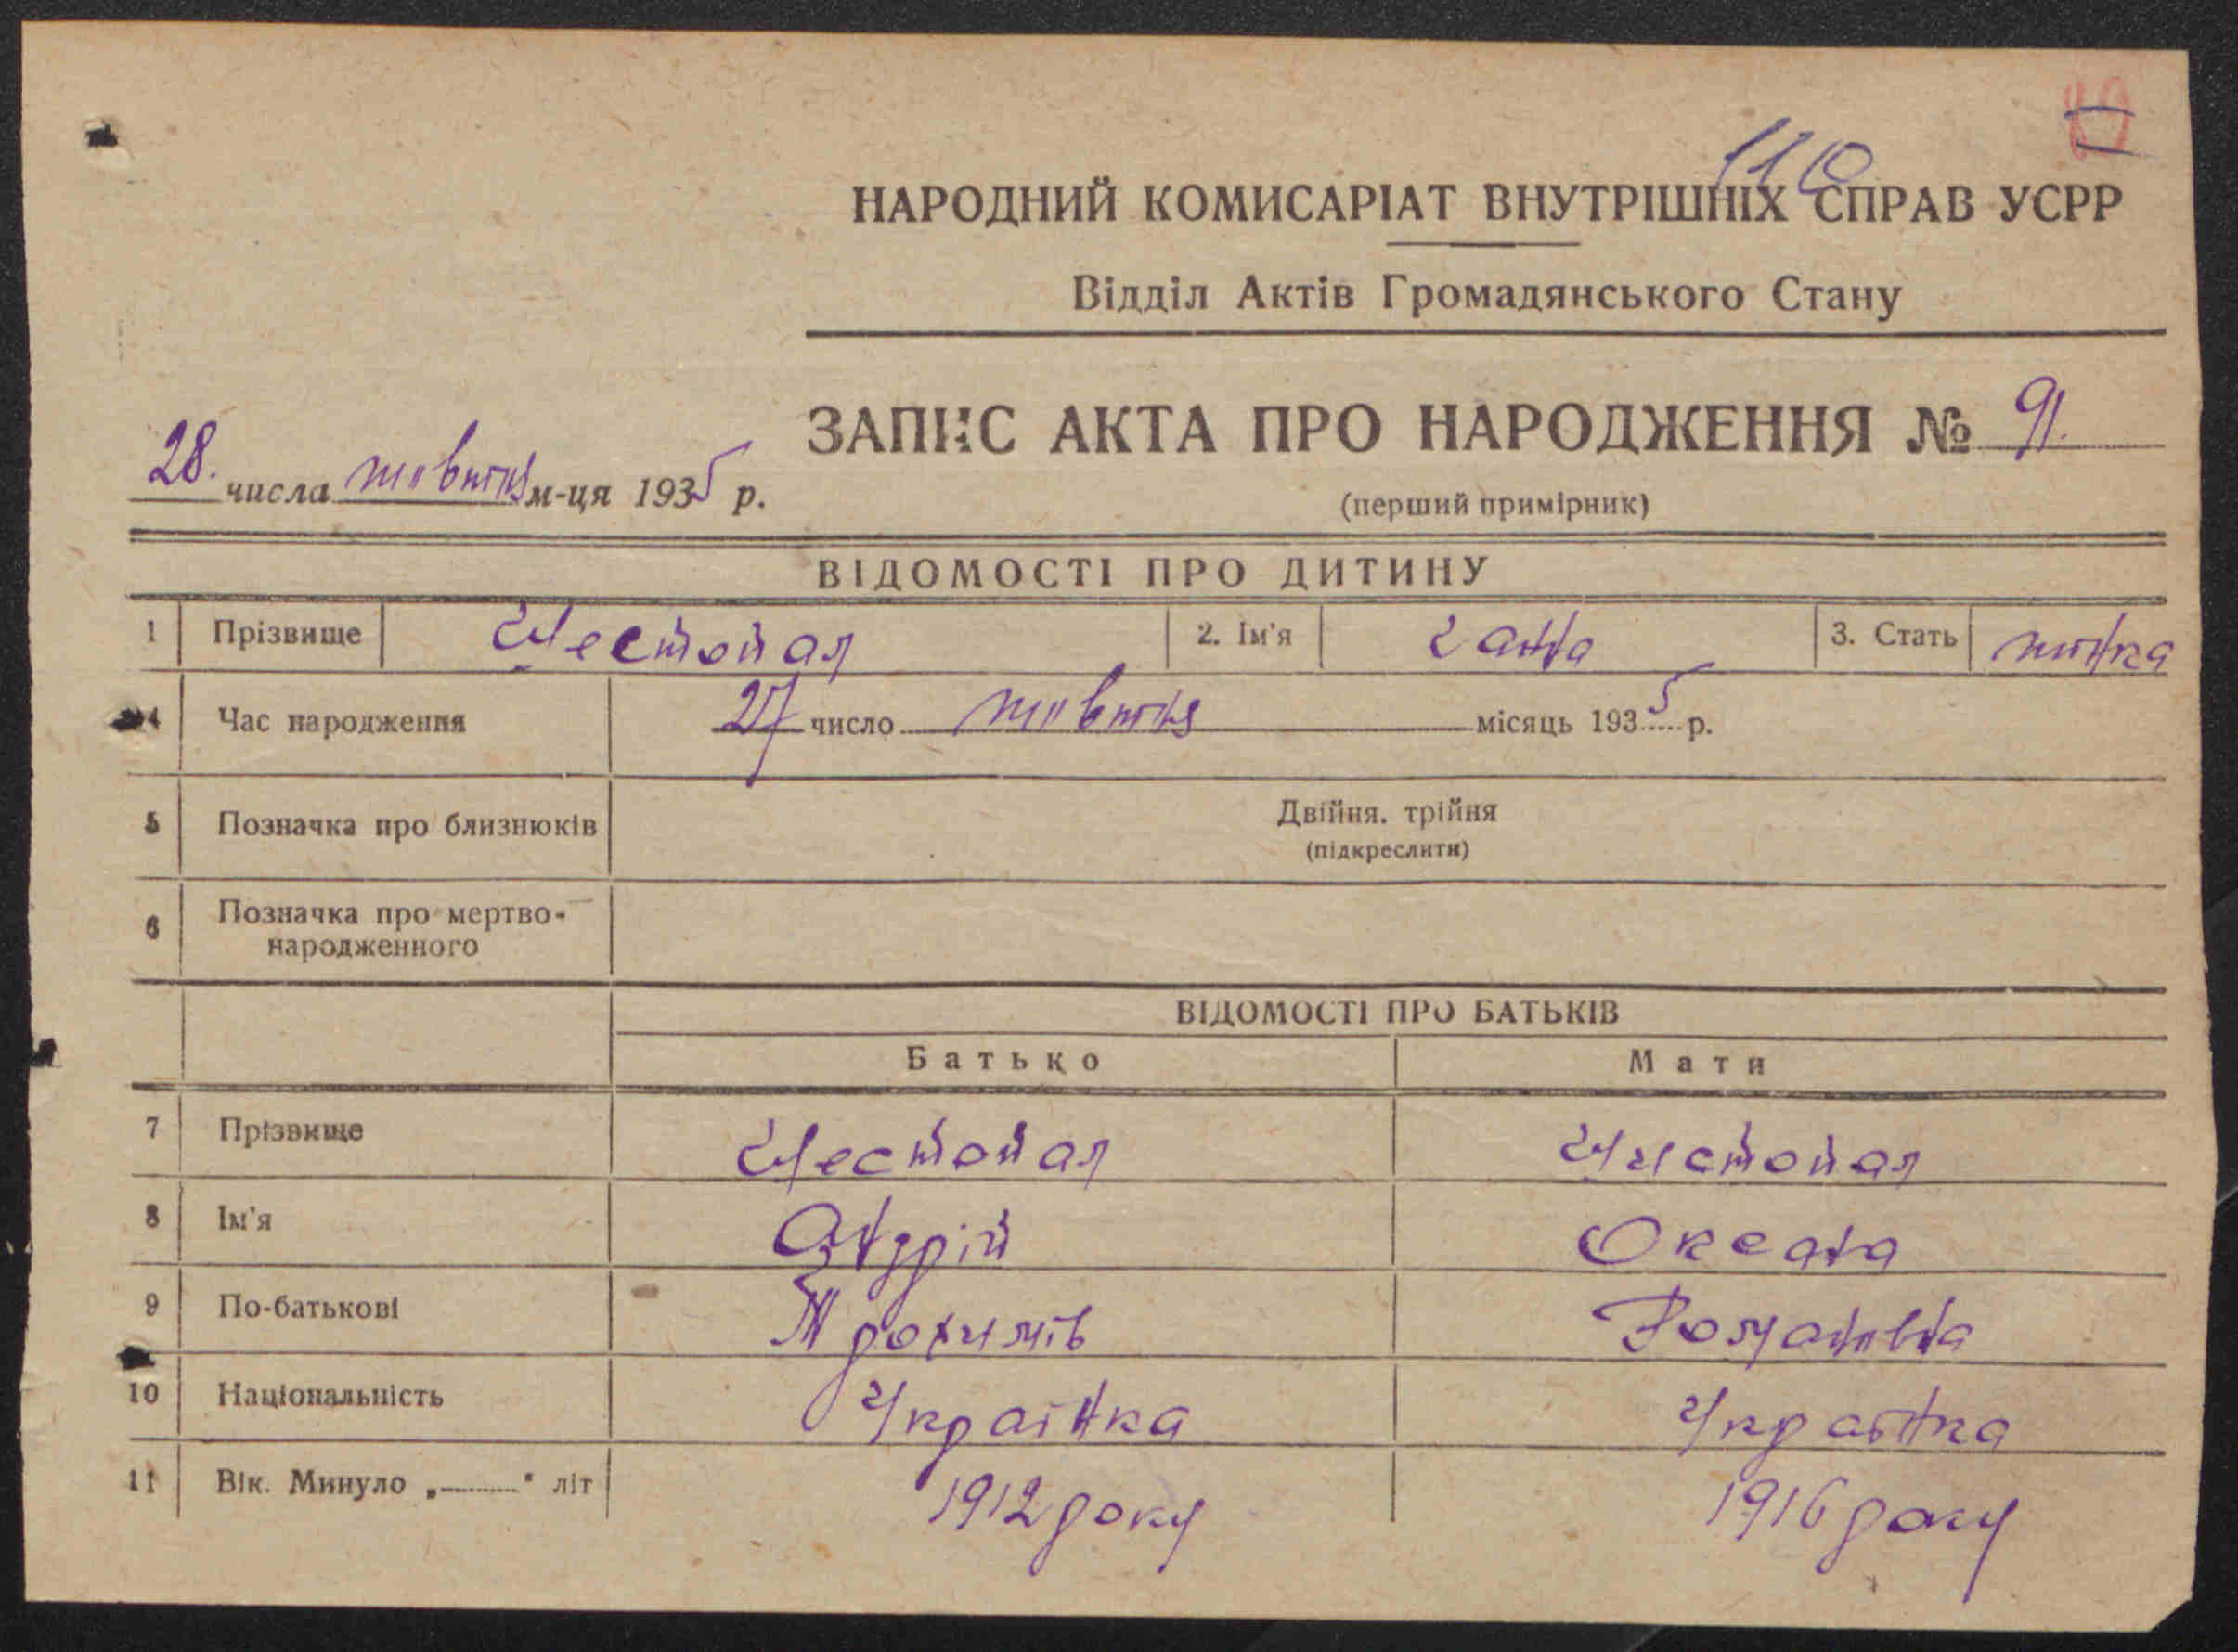 110
НАРОДНИЙ КОМИСАРІАТ ВНУТРІШНІХ СПРАВ УСРР
Відділ Актів Громадянського Стану
ЗАПИС АКТА ПРО НАРОДЖЕННЯ № 91.
28. числа жовтня м-ця 1935 р.
(перший примірник)
ВІДОМОСТІ ПРО ДИТИНУ
1 Прізвище Чистопал 2. Ім'я Ганна 3. Стать жінка
4 Час народження 27 число жовтня місяць 1935 р.
5 Позначка про близнюків Двійня, трійня
(підкреслити)
6 Позначка про мертво-
народженного
ВІДОМОСТІ ПРО БАТЬКІВ
Батько Мати
7 Прізвище
8 Ім'я Андрій Оксана
9 По-батькові Трохимів Романівна
10 Національність Українка Українка
11 Вік. Минуло „ " літ 1912 року 1916 року